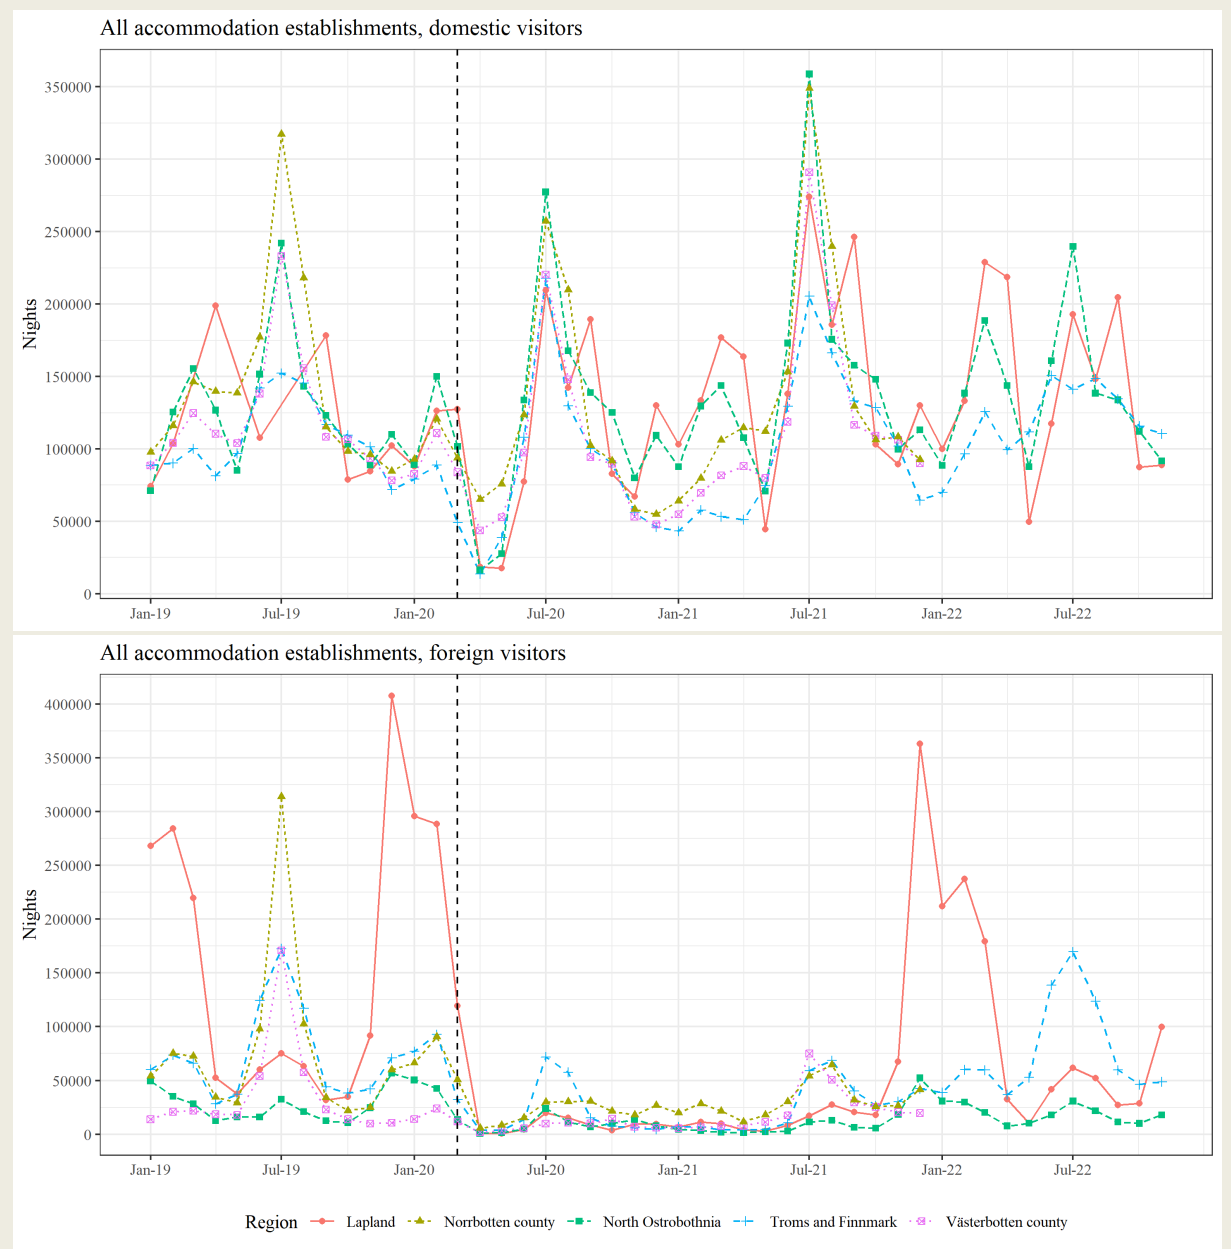 All accommodation establishments, domestic visitors
350000
300000
250000
200000
150000
100000
50000
0
Nights
Jan-19 Jul-19 Jan-20 Jul-20 Jan-21 Jul-21 Jan-22 Jul-22
All accommodation establishments, foreign visitors
400000
350000
300000
250000
200000
150000
100000
50000
0
Nights
Jan-19 Jul-19 Jan-20 Jul-20 Jan-21 Jul-21 Jan-22 Jul-22
Region Lapland Norrbotten county North Ostrobothnia Troms and Finnmark Västerbotten county